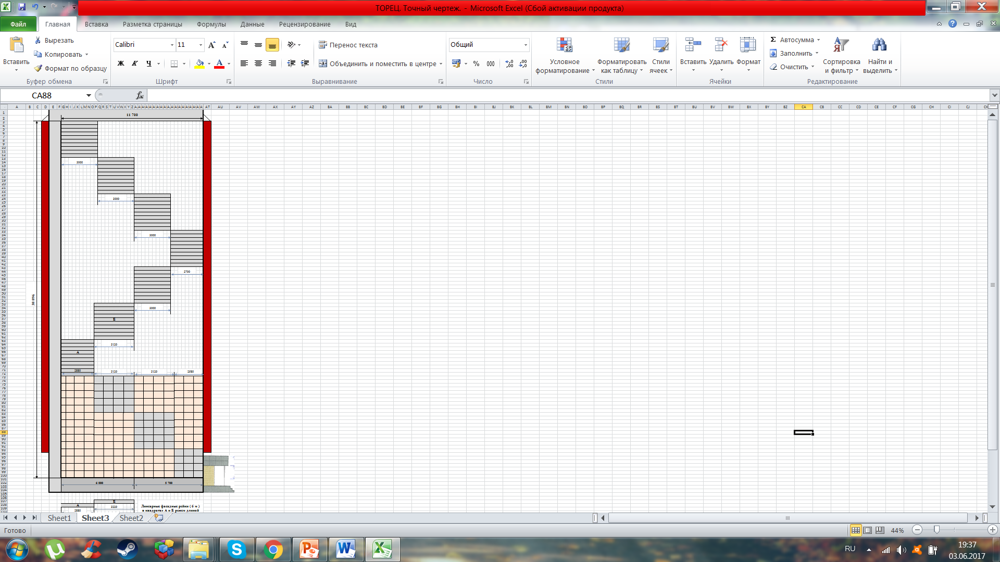 ТОРЕЦ. Точный чертеж. - Microsoft Excel (Сбой активации продукта)
Файл Главная Вставка Разметка страницы Формулы Данные Рецензирование Вид
Вставить
Вырезать
Копировать
Формат по образцу
Буфер обмена
Calibri 11
Ж К Ч
Шрифт
Перенос текста
Объединить и поместить в центре
Выравнивание
Общий
% 000
Число
Условное форматирование
Форматировать как таблицу
Стили ячеек
Стили
Вставить Удалить Формат
Ячейки
Σ Автосумма
Заполнить
Очистить
Сортировка и фильтр
Найти и выделить
Редактирование
CA88
fx
A B C D E F G H I J K L M N O P Q R S T U V W X Y Z AT AU AV AW AX AY AZ BA BB BC BD BE BF BG BH BI BJ BK BL BM BN BO BP BQ BR BS BT BU BV BW BX BY BZ CA CB CC CD CE CF CG CH CI CJ
11 700
3000
3000
3000
2700
3000
30 096
Б
3120
А
2880 3120 3120 2580
6 000 5 700
Б
А
3220
2880
Линеарные фасадные рейки ( 6 м )
в квадратах А и Б режем длиной
Sheet1 Sheet3 Sheet2
Готово
44%
RU
19:37
03.06.2017